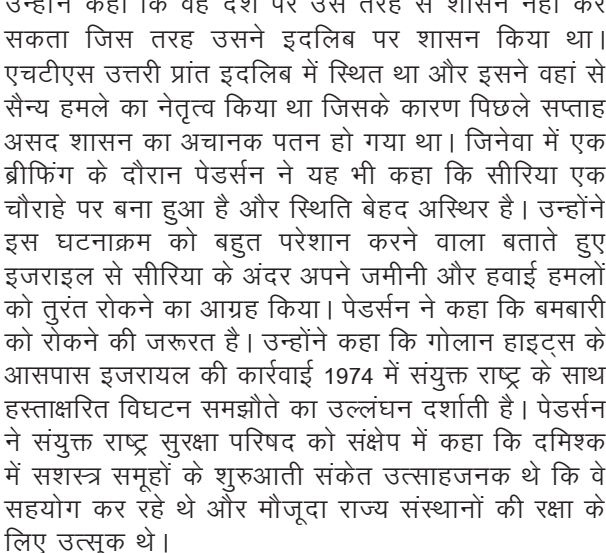 उन्होंने कहा कि वह देश पर उस तरह से शासन नहीं कर
सकता जिस तरह उसने इदलिब पर शासन किया था।
एचटीएस उत्तरी प्रांत इदलिब में स्थित था और इसने वहां से
सैन्य हमले का नेतृत्व किया था जिसके कारण पिछले सप्ताह
असद शासन का अचानक पतन हो गया था। जिनेवा में एक
ब्रीफिंग के दौरान पेडर्सन ने यह भी कहा कि सीरिया एक
चौराहे पर बना हुआ है और स्थिति बेहद अस्थिर है। उन्होंने
इस घटनाक्रम को बहुत परेशान करने वाला बताते हुए
इजराइल से सीरिया के अंदर अपने जमीनी और हवाई हमलों
को तुरंत रोकने का आग्रह किया। पेडर्सन ने कहा कि बमबारी
को रोकने की जरूरत है। उन्होंने कहा कि गोलान हाइट्स के
आसपास इजरायल की कार्रवाई 1974 में संयुक्त राष्ट्र के साथ
हस्ताक्षरित विघटन समझौते का उल्लंघन दर्शाती है। पेडर्सन
ने संयुक्त राष्ट्र सुरक्षा परिषद को संक्षेप में कहा कि दमिश्क
में सशस्त्र समूहों के शुरुआती संकेत उत्साहजनक थे कि वे
सहयोग कर रहे थे और मौजूदा राज्य संस्थानों की रक्षा के
लिए उत्सुक थे।